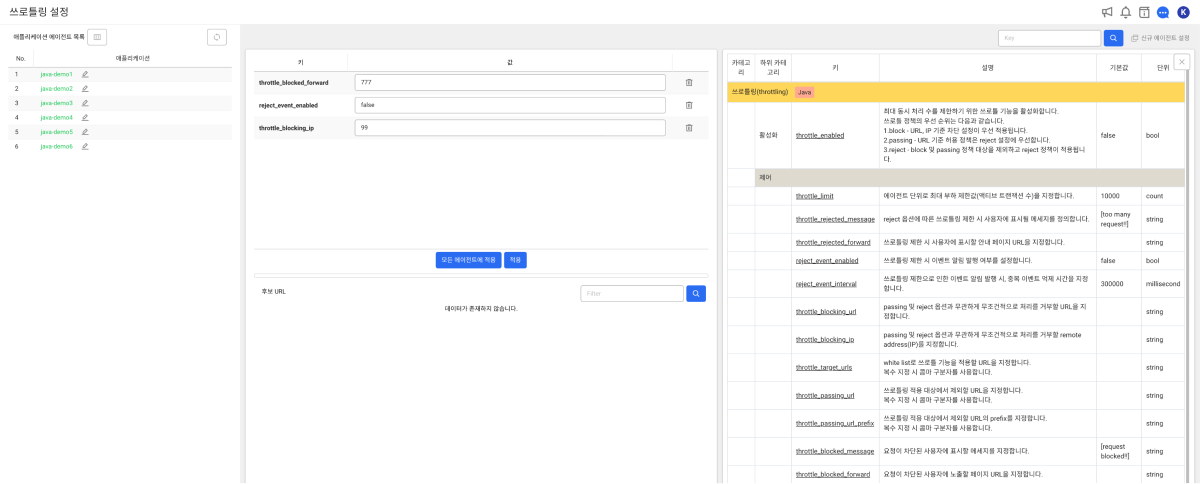 쓰로틀링 설정
K
애플리케이션 에이전트 목록
No. 애플리케이션
1 java-demo1
2 java-demo2
3 java-demo3
4 java-demo4
5 java-demo5
6 java-demo6
키 값
throttle_blocked_forward 777
reject_event_enabled false
throttle_blocking_ip 99
모든 에이전트에 적용 적용
후보 URL Filter
데이터가 존재하지 않습니다.
Key 신규 에이전트 설정
카테고리 하위 카테고리 키 설명 기본값 단위
쓰로틀링(throttling) Java
활성화 throttle_enabled
최대 동시 처리 수를 제한하기 위한 쓰로틀 기능을 활성화합니다.
쓰로틀 정책의 우선 순위는 다음과 같습니다.
1.block - URL, IP 기준 차단 설정이 우선 적용됩니다.
2.passing - URL 기준 허용 정책은 reject 설정에 우선합니다.
3.reject - block 및 passing 정책 대상을 제외하고 reject 정책이 적용됩니
다.
false bool
제어
throttle_limit 에이전트 단위로 최대 부하 제한값(액티브 트랜잭션 수)을 지정합니다. 10000 count
throttle_rejected_message reject 옵션에 따른 쓰로틀링 제한 시 사용자에 표시될 메세지를 정의합니다. [too many
request!!] string
throttle_rejected_forward 쓰로틀링 제한 시 사용자에 표시할 안내 페이지 URL을 지정합니다. string
reject_event_enabled 쓰로틀링 제한 시 이벤트 알림 발행 여부를 설정합니다. false bool
reject_event_interval 쓰로틀링 제한으로 인한 이벤트 알림 발행 시, 중복 이벤트 억제 시간을 지정
합니다. 300000 millisecond
throttle_blocking_url passing 및 reject 옵션과 무관하게 무조건적으로 처리를 거부할 URL을 지
정합니다. string
throttle_blocking_ip passing 및 reject 옵션과 무관하게 무조건적으로 처리를 거부할 remote
address(IP)를 지정합니다. string
throttle_target_urls white list로 쓰로틀 기능을 적용할 URL을 지정합니다.
복수 지정 시 콤마 구분자를 사용합니다. string
throttle_passing_url 쓰로틀링 적용 대상에서 제외할 URL을 지정합니다.
복수 지정 시 콤마 구분자를 사용합니다. string
throttle_passing_url_prefix 쓰로틀링 적용 대상에서 제외할 URL의 prefix를 지정합니다.
복수 지정 시 콤마 구분자를 사용합니다. string
throttle_blocked_message 요청이 차단된 사용자에 표시할 메세지를 지정합니다. [request
blocked!!] string
throttle_blocked_forward 요청이 차단된 사용자에 노출할 페이지 URL을 지정합니다. string